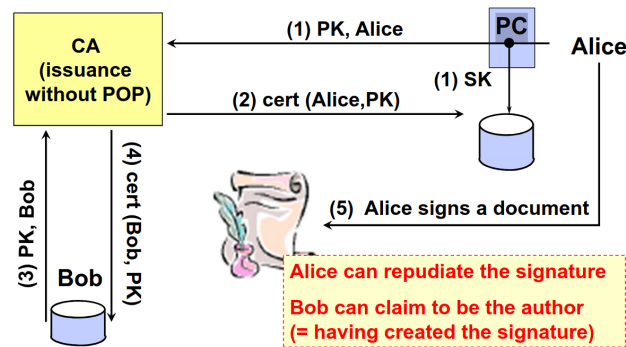 CA
(issuance
without POP)
(1) PK, Alice
PC
Alice
(1) SK
(2) cert (Alice,PK)
(3) PK, Bob
(4) cert (Bob, PK)
Bob
(5) Alice signs a document
Alice can repudiate the signature
Bob can claim to be the author
(= having created the signature)